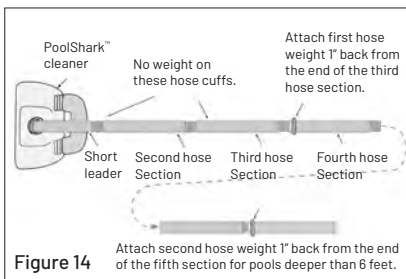 PoolShark™
cleaner
No weight on
these hose cuffs.
Attach first hose
weight 1" back from
the end of the third
hose section.
Short
leader
Second hose
Section
Third hose
Section
Fourth hose
Section
Figure 14
Attach second hose weight 1" back from the end
of the fifth section for pools deeper than 6 feet.